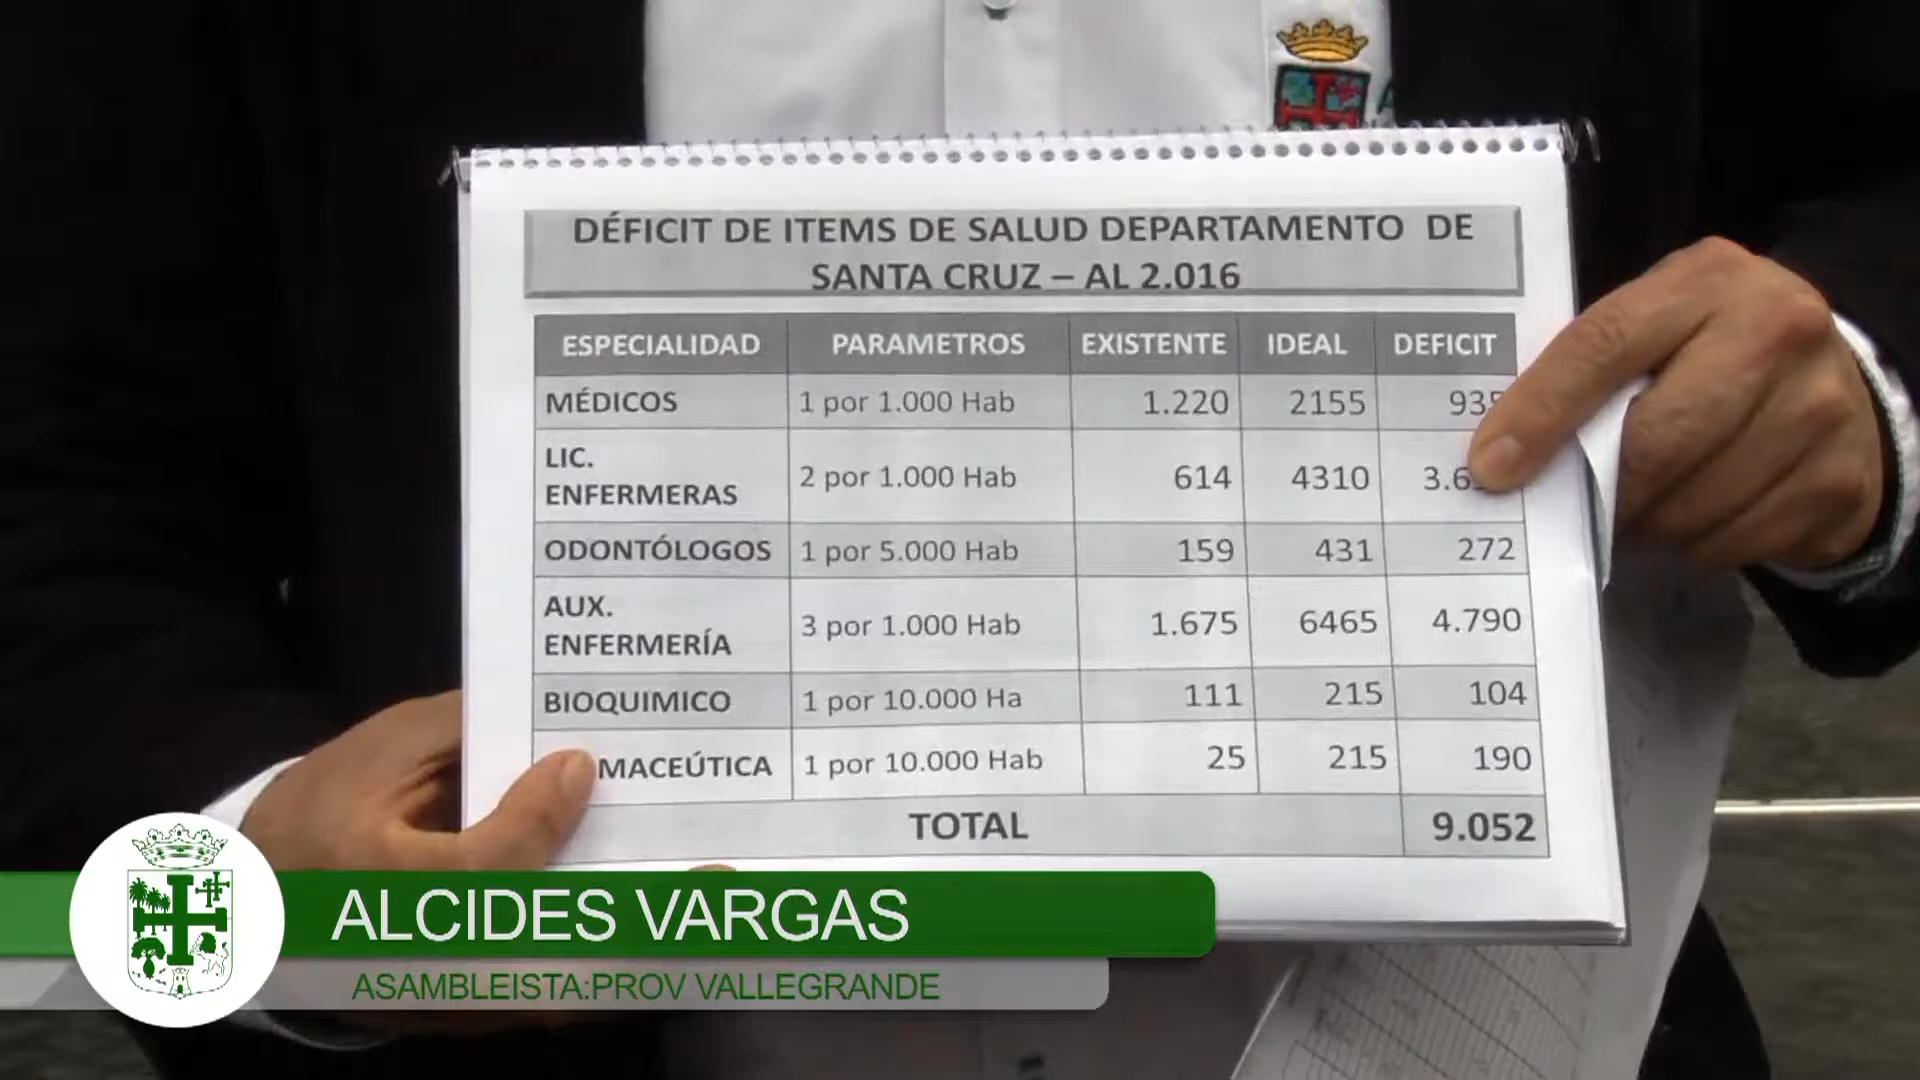 DÉFICIT DE ITEMS DE SALUD DEPARTAMENTO DE
SANTA CRUZ – AL 2.016
ESPECIALIDAD PARAMETROS EXISTENTE IDEAL DEFICIT
MÉDICOS 1 por 1.000 Hab 1.220 2155
LIC.
ENFERMERAS 2 por 1.000 Hab 614 4310
ODONTÓLOGOS 1 por 5.000 Hab 159 431 272
AUX.
ENFERMERÍA 3 por 1.000 Hab 1.675 6465 4.790
BIOQUIMICO 1 por 10.000 Ha 111 215 104
MACEÚTICA 1 por 10.000 Hab 25 215 190
TOTAL 9.052
ALCIDES VARGAS
ASAMBLEISTA:PROV VALLEGRANDE